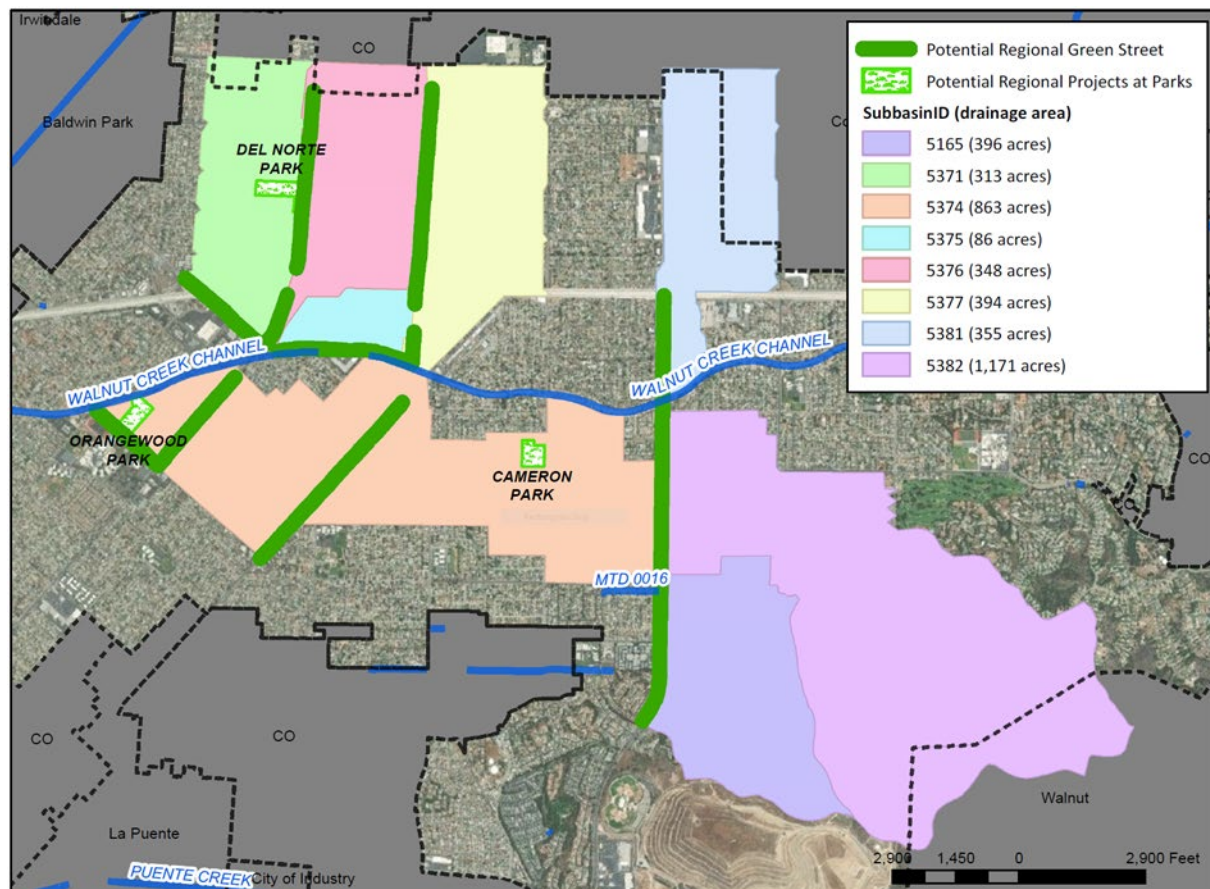 Irwindale
CO
Baldwin Park
DEL NORTE
PARK
WALNUT CREEK CHANNEL
WALNUT CREEK CHANNEL
ORANGEWOOD
PARK
CAMERON
PARK
MTD 0016
CO
CO
CO
CO
La Puente
PUENTE CREEK
City of Industry
Walnut
Potential Regional Green Street
Potential Regional Projects at Parks
SubbasinID (drainage area)
5165 (396 acres)
5371 (313 acres)
5374 (863 acres)
5375 (86 acres)
5376 (348 acres)
5377 (394 acres)
5381 (355 acres)
5382 (1,171 acres)
2,900 1,450 0 2,900 Feet